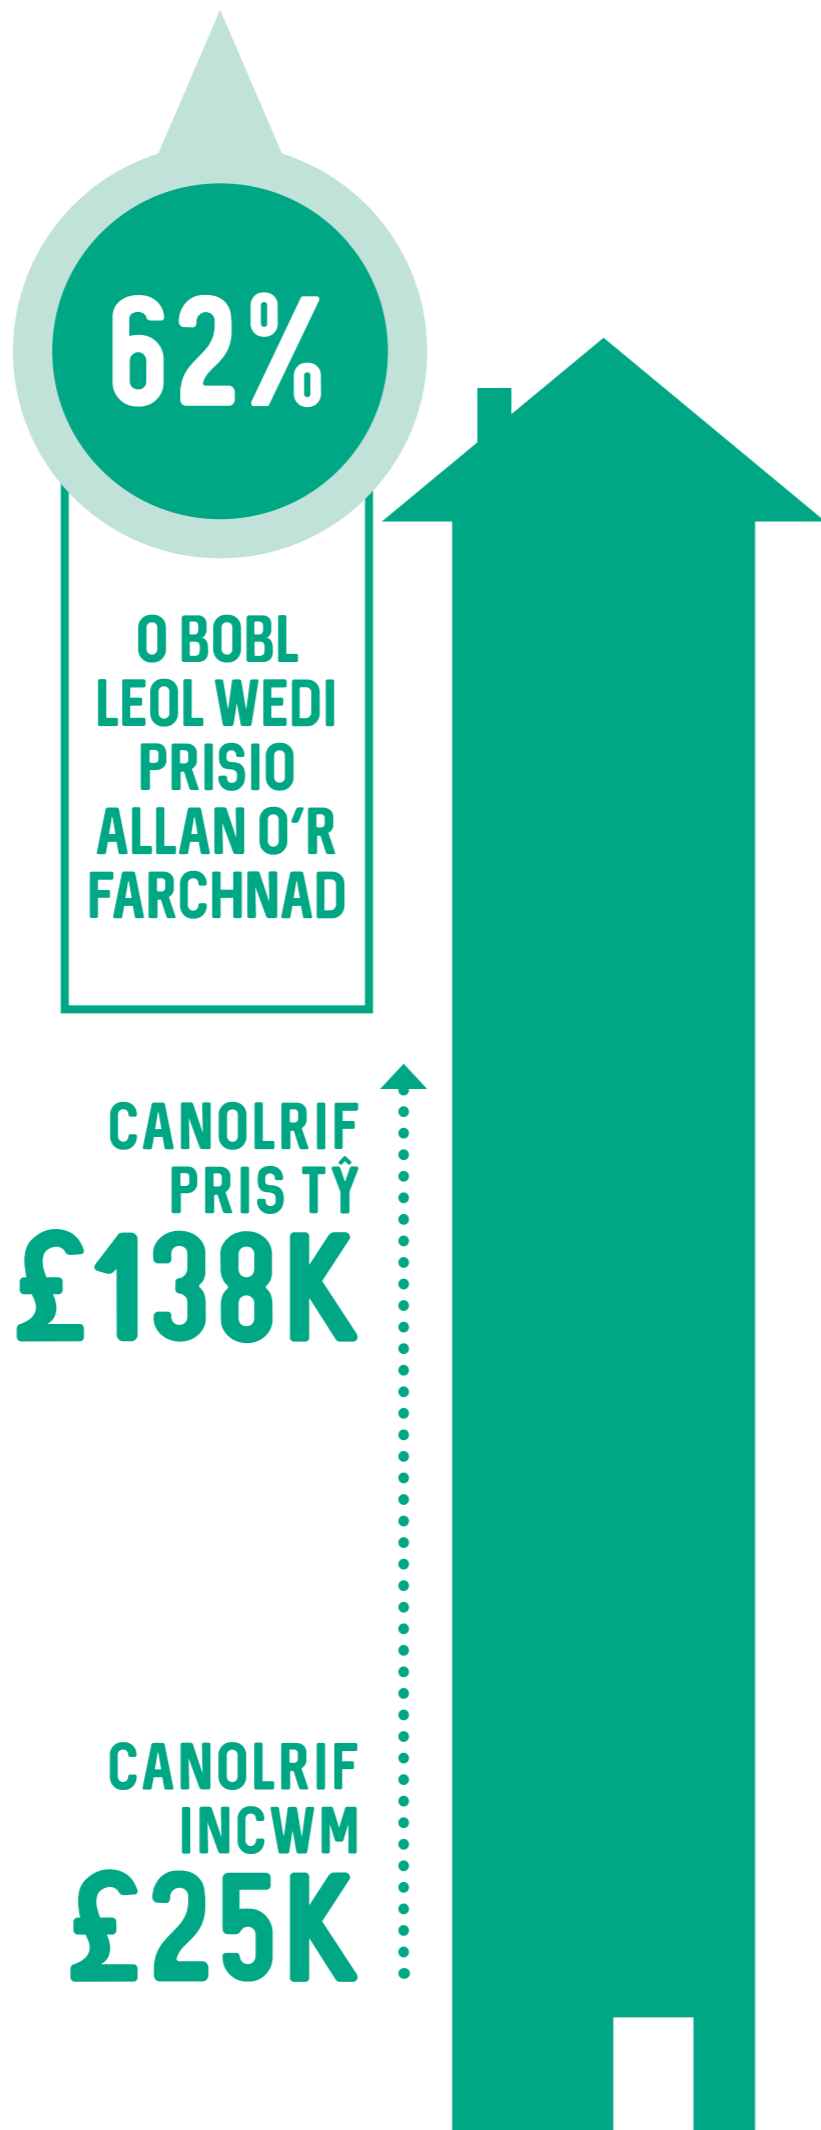 62%
O BOBL
LEOL WEDI
PRISIO
ALLAN O'R
FARCHNAD
CANOLRIF
PRIS TŶ
£138K
CANOLRIF
INCWM
£25K